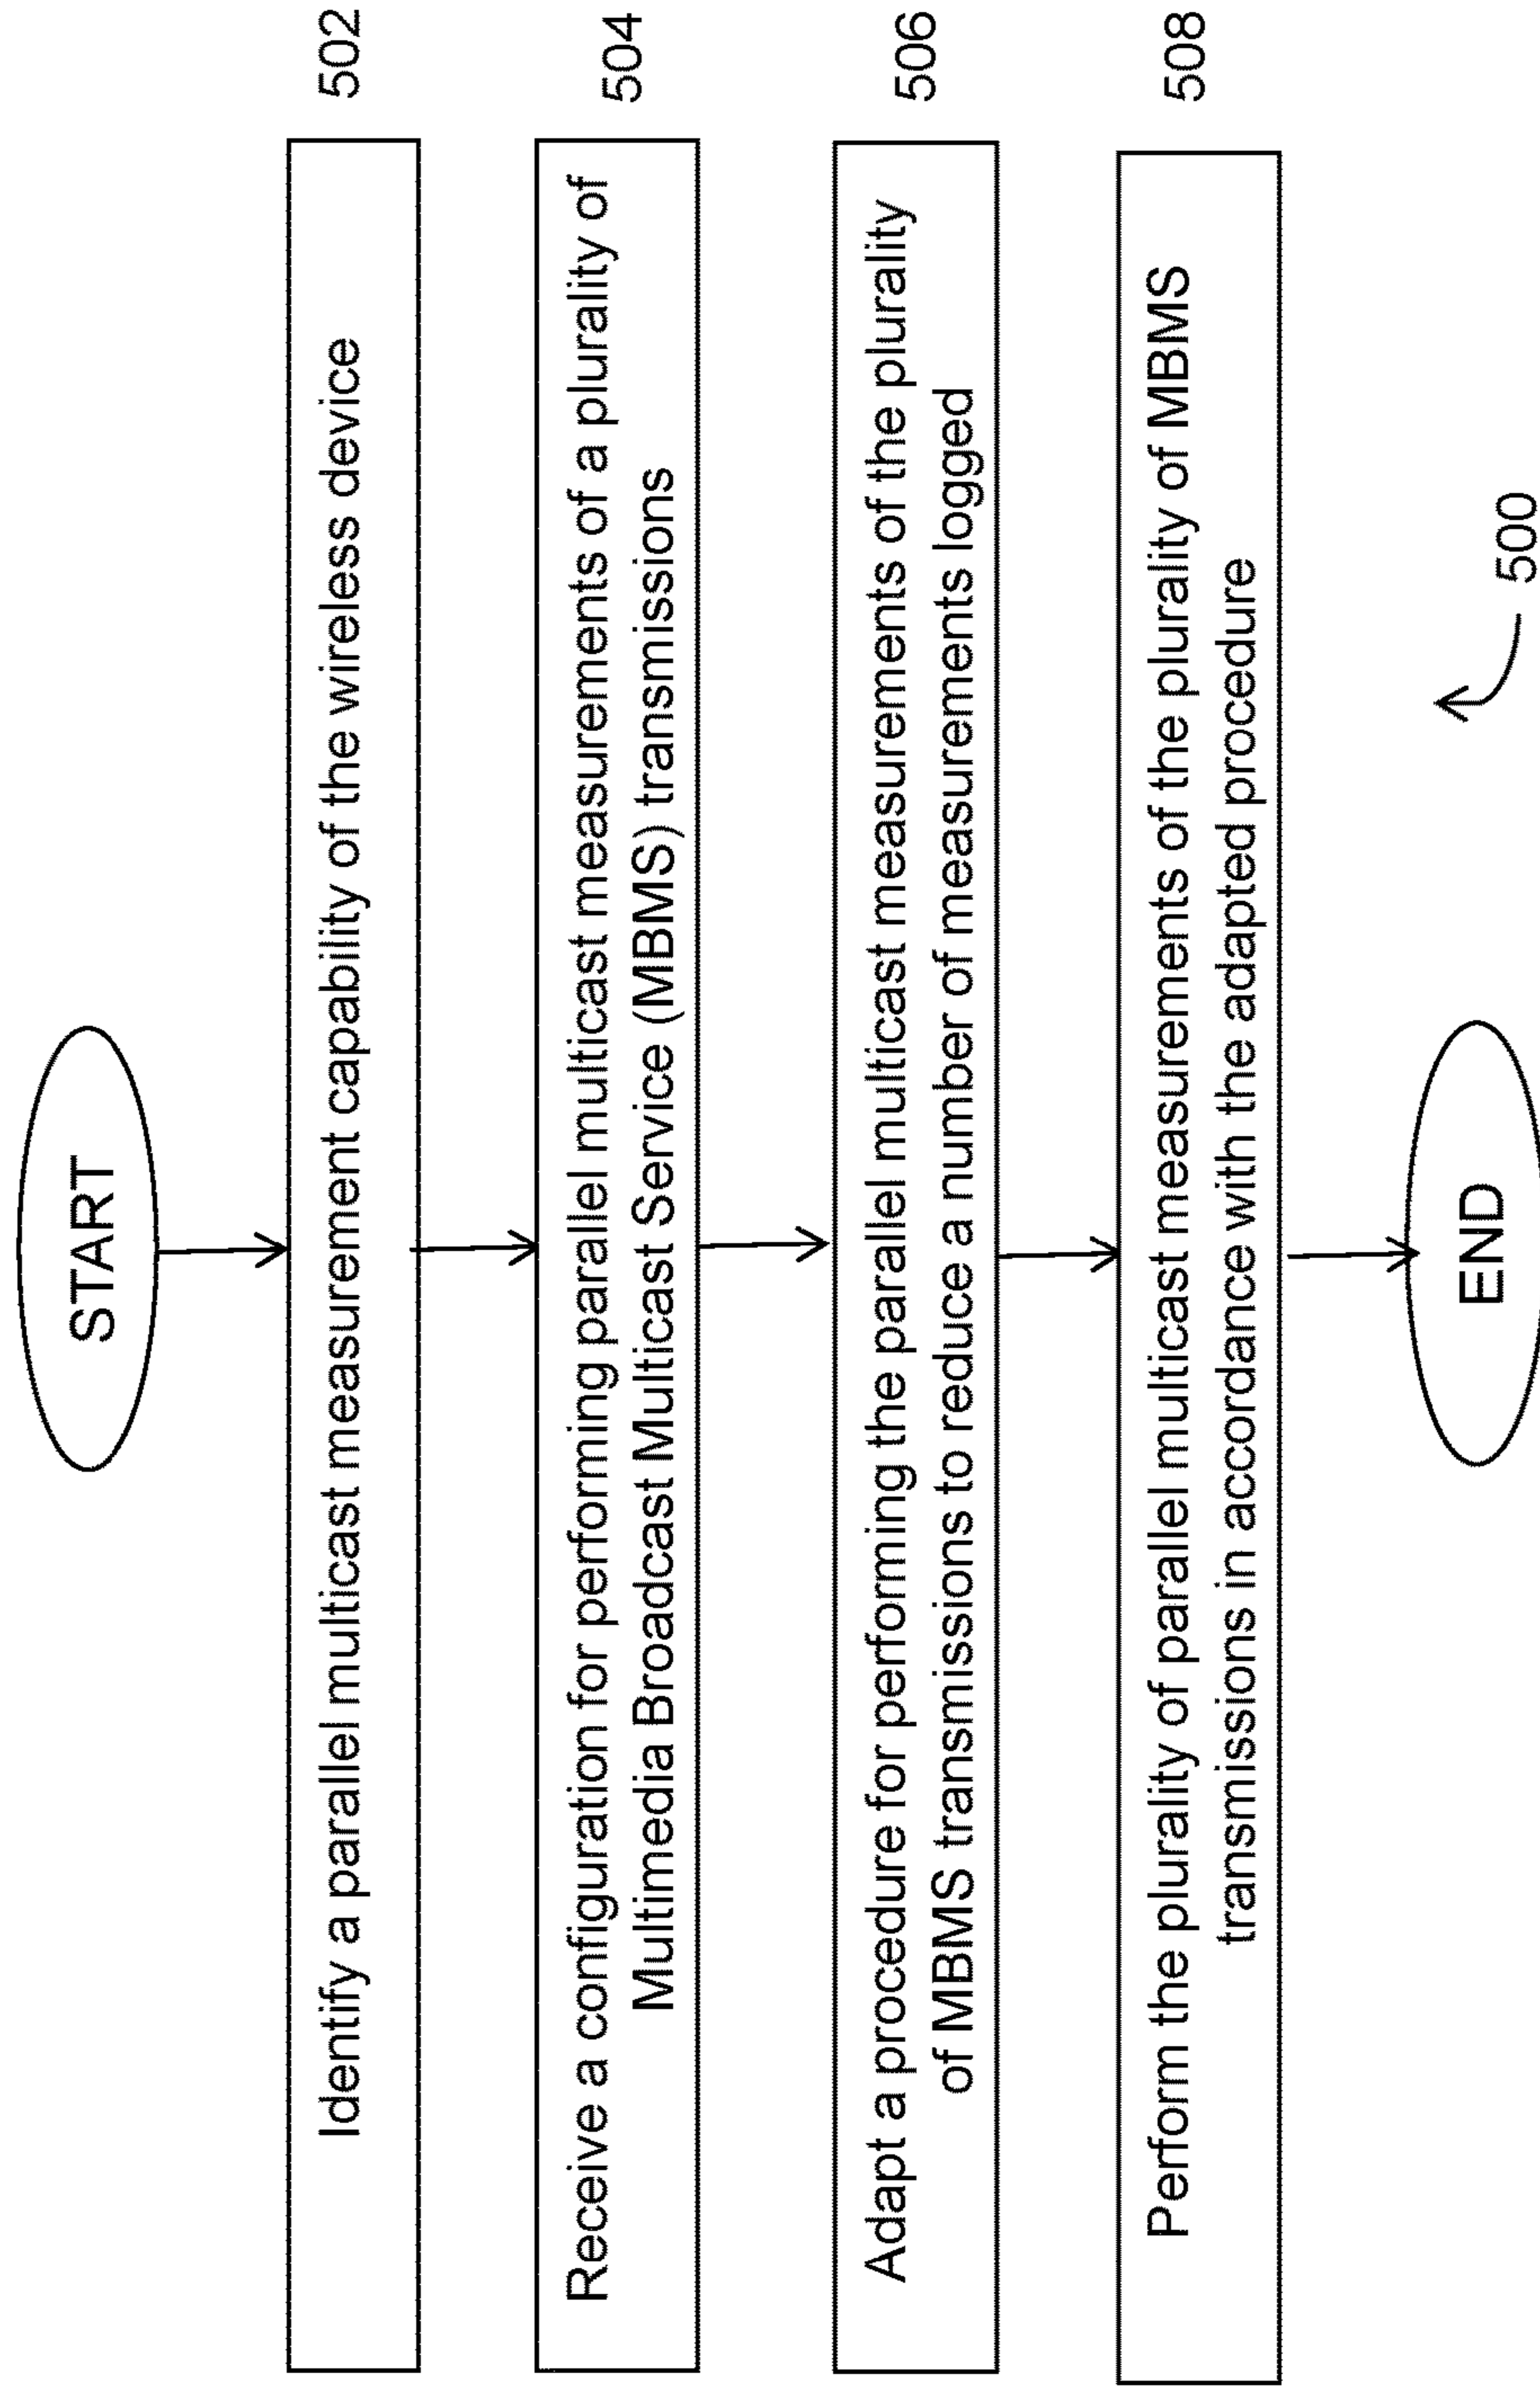 START
Identify a parallel multicast measurement capability of the wireless device
502
Receive a configuration for performing parallel multicast measurements of a plurality of
Multimedia Broadcast Multicast Service (MBMS) transmissions
504
Adapt a procedure for performing the parallel multicast measurements of the plurality
of MBMS transmissions to reduce a number of measurements logged
506
Perform the plurality of parallel multicast measurements of the plurality of MBMS
transmissions in accordance with the adapted procedure
508
END
500